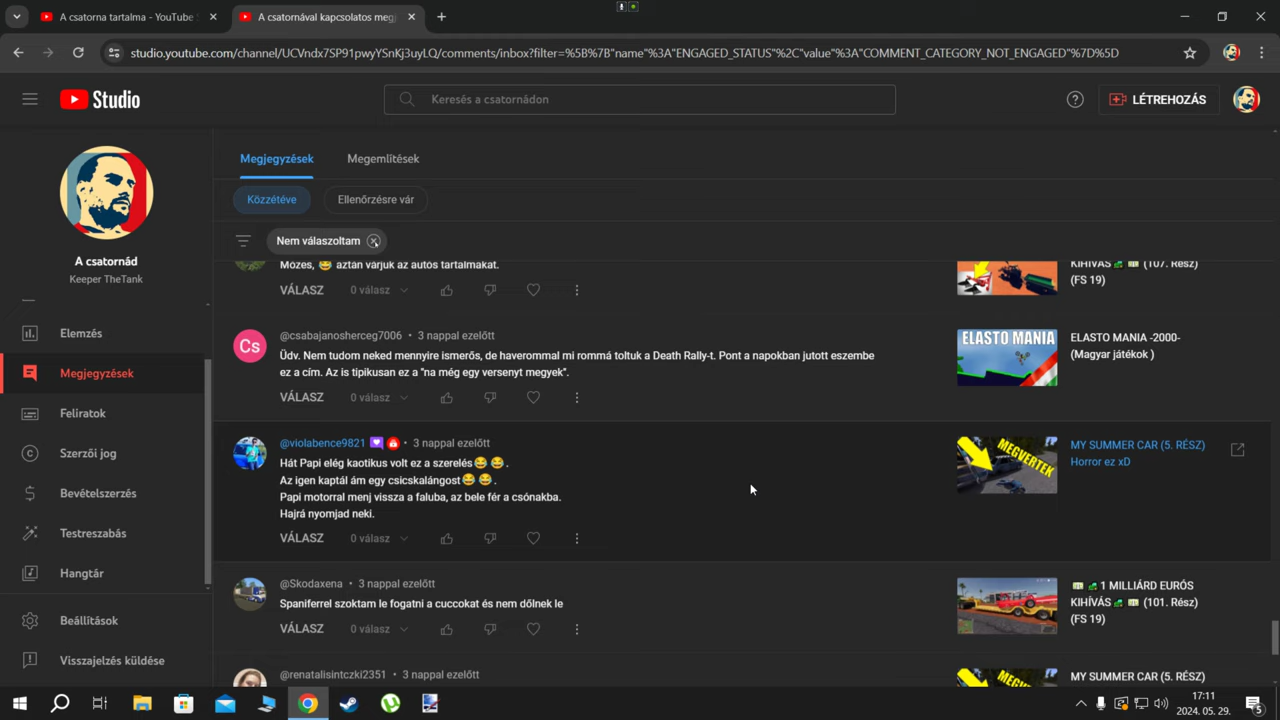 A csatorna tartalma - YouTube S
A csatornával kapcsolatos megj
studio.youtube.com/channel/UCVndx7SP91pwyYSnKj3uyLQ/comments/inbox?filter=%5B%7B"name"%3A"ENGAGED_STATUS"%2C"value"%3A"COMMENT_CATEGORY_NOT_ENGAGED"%7D%5D
Studio
Keresés a csatornádon
LÉTREHOZÁS
A csatornád
Keeper TheTank
Elemzés
Megjegyzések
Feliratok
Szerzői jog
Bevételszerzés
Testreszabás
Hangtár
Beállítások
Visszajelzés küldése
Megjegyzések
Megemlítések
Közzétéve
Ellenőrzésre vár
Nem válaszoltam
Mózes, 😂 aztán várjuk az autós tartalmakat.
VÁLASZ
0 válasz
KIHÍVÁS 💵 (107. Rész)
(FS 19)
Cs
@csabajanosherceg7006 • 3 nappal ezelőtt
Üdv. Nem tudom neked mennyire ismerős, de haverommal mi rommá toltuk a Death Rally-t. Pont a napokban jutott eszembe
ez a cím. Az is tipikusan ez a "na még egy versenyt megyek".
VÁLASZ
0 válasz
ELASTO MANIA
ELASTO MANIA -2000-
(Magyar játékok )
@violabence9821 • 3 nappal ezelőtt
Hát Papi elég kaotikus volt ez a szerelés😂 😂 .
Az igen kaptál ám egy csicskalángost😂 😂 .
Papi motorral menj vissza a faluba, az bele fér a csónakba.
Hajrá nyomjad neki.
VÁLASZ
0 válasz
MEGVERTEK
MY SUMMER CAR (5. RÉSZ)
Horror ez xD
@Skodaxena • 3 nappal ezelőtt
Spaniferrel szoktam le fogatni a cuccokat és nem dőlnek le
VÁLASZ
0 válasz
💵 1 MILLIÁRD EURÓS
KIHÍVÁS 💵 (101. Rész)
(FS 19)
@renatalisintczki2351 • 3 nappal ezelőtt
MY SUMMER CAR (5. RÉSZ)
17:11
2024. 05. 29.
5